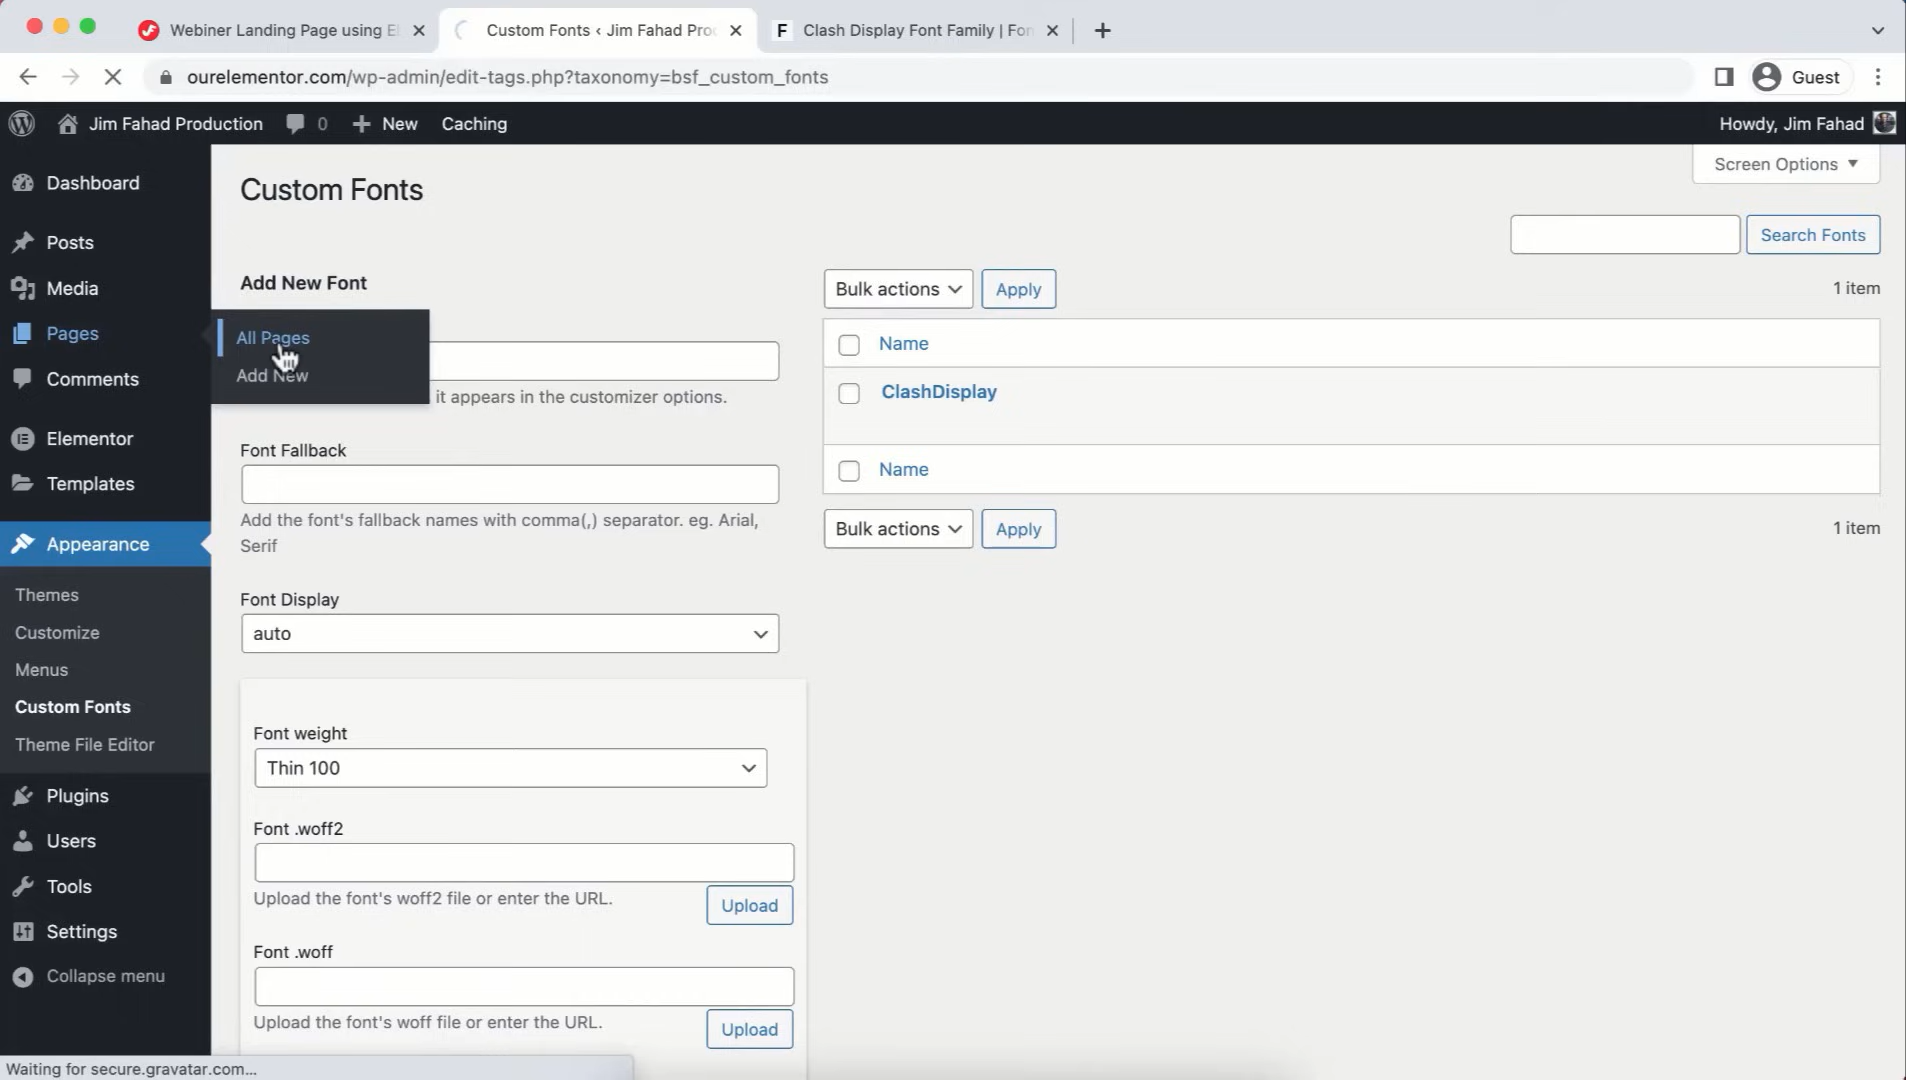 Webiner Landing Page using El
Custom Fonts ‹ Jim Fahad Pro
F Clash Display Font Family | Fon
ourelementor.com/wp-admin/edit-tags.php?taxonomy=bsf_custom_fonts
Guest
Jim Fahad Production
0
New
Caching
Howdy, Jim Fahad
Dashboard
Posts
Media
Pages
All Pages
Add New
Comments
Elementor
Templates
Appearance
Themes
Customize
Menus
Custom Fonts
Theme File Editor
Plugins
Users
Tools
Settings
Collapse menu
Custom Fonts
Screen Options
Search Fonts
Add New Font
it appears in the customizer options.
Font Fallback
Add the font's fallback names with comma(,) separator. eg. Arial,
Serif
Font Display
auto
Font weight
Thin 100
Font .woff2
Upload the font's woff2 file or enter the URL.
Upload
Font .woff
Upload the font's woff file or enter the URL.
Upload
Bulk actions
Apply
1 item
Name
ClashDisplay
Name
Bulk actions
Apply
1 item
Waiting for secure.gravatar.com...